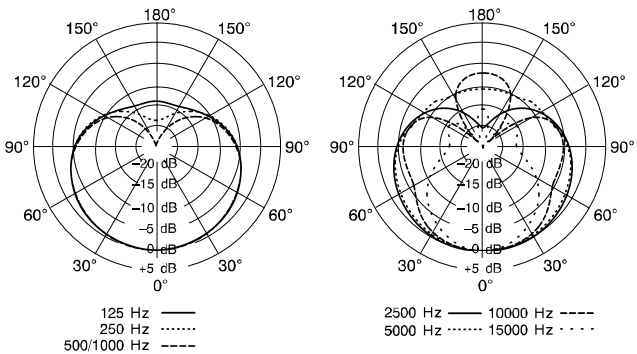 180°
150° 150°
120° 120°
90° 90°
60° 60°
30° 30°
0°
–20 dB
–15 dB
–10 dB
–5 dB
0 dB
+5 dB
125 Hz
250 Hz
500/1000 Hz
180°
150° 150°
120° 120°
90° 90°
60° 60°
30° 30°
0°
–20 dB
–15 dB
–10 dB
–5 dB
0 dB
+5 dB
2500 Hz 10000 Hz
5000 Hz 15000 Hz